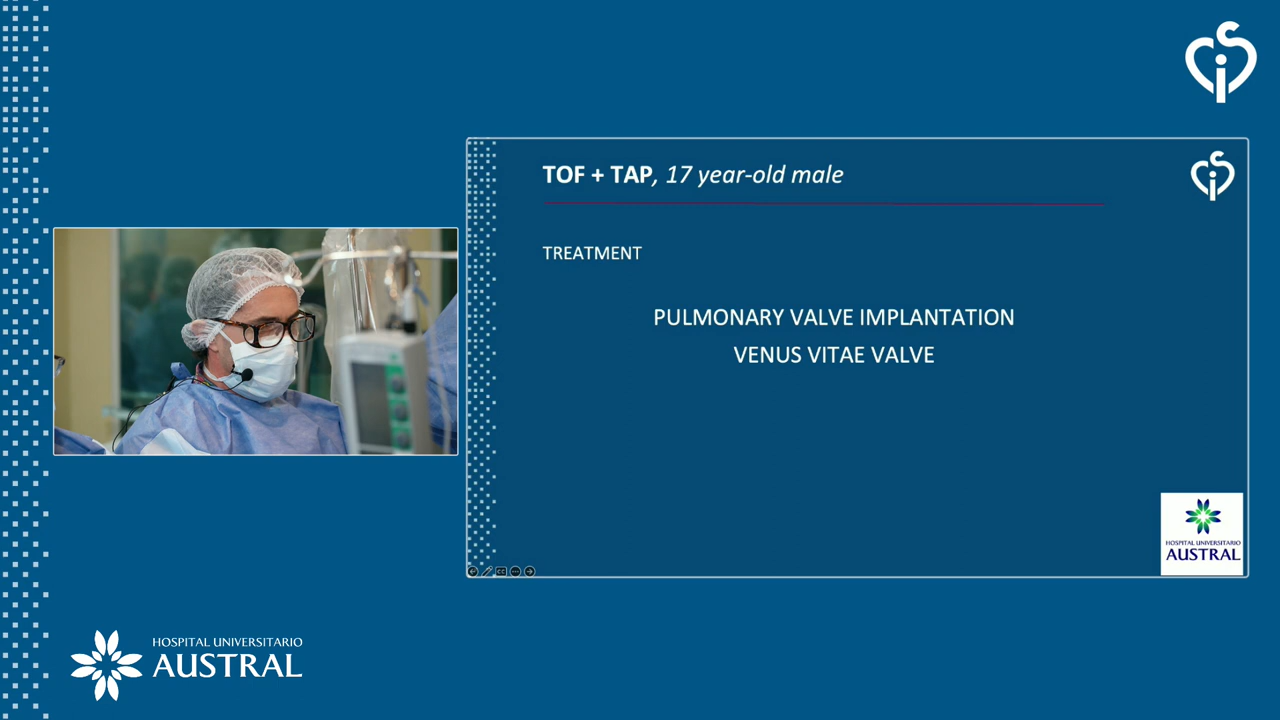 TOF + TAP, 17 year-old male
TREATMENT
PULMONARY VALVE IMPLANTATION
VENUS VITAE VALVE
HOSPITAL UNIVERSITARIO
AUSTRAL
HOSPITAL UNIVERSITARIO
AUSTRAL